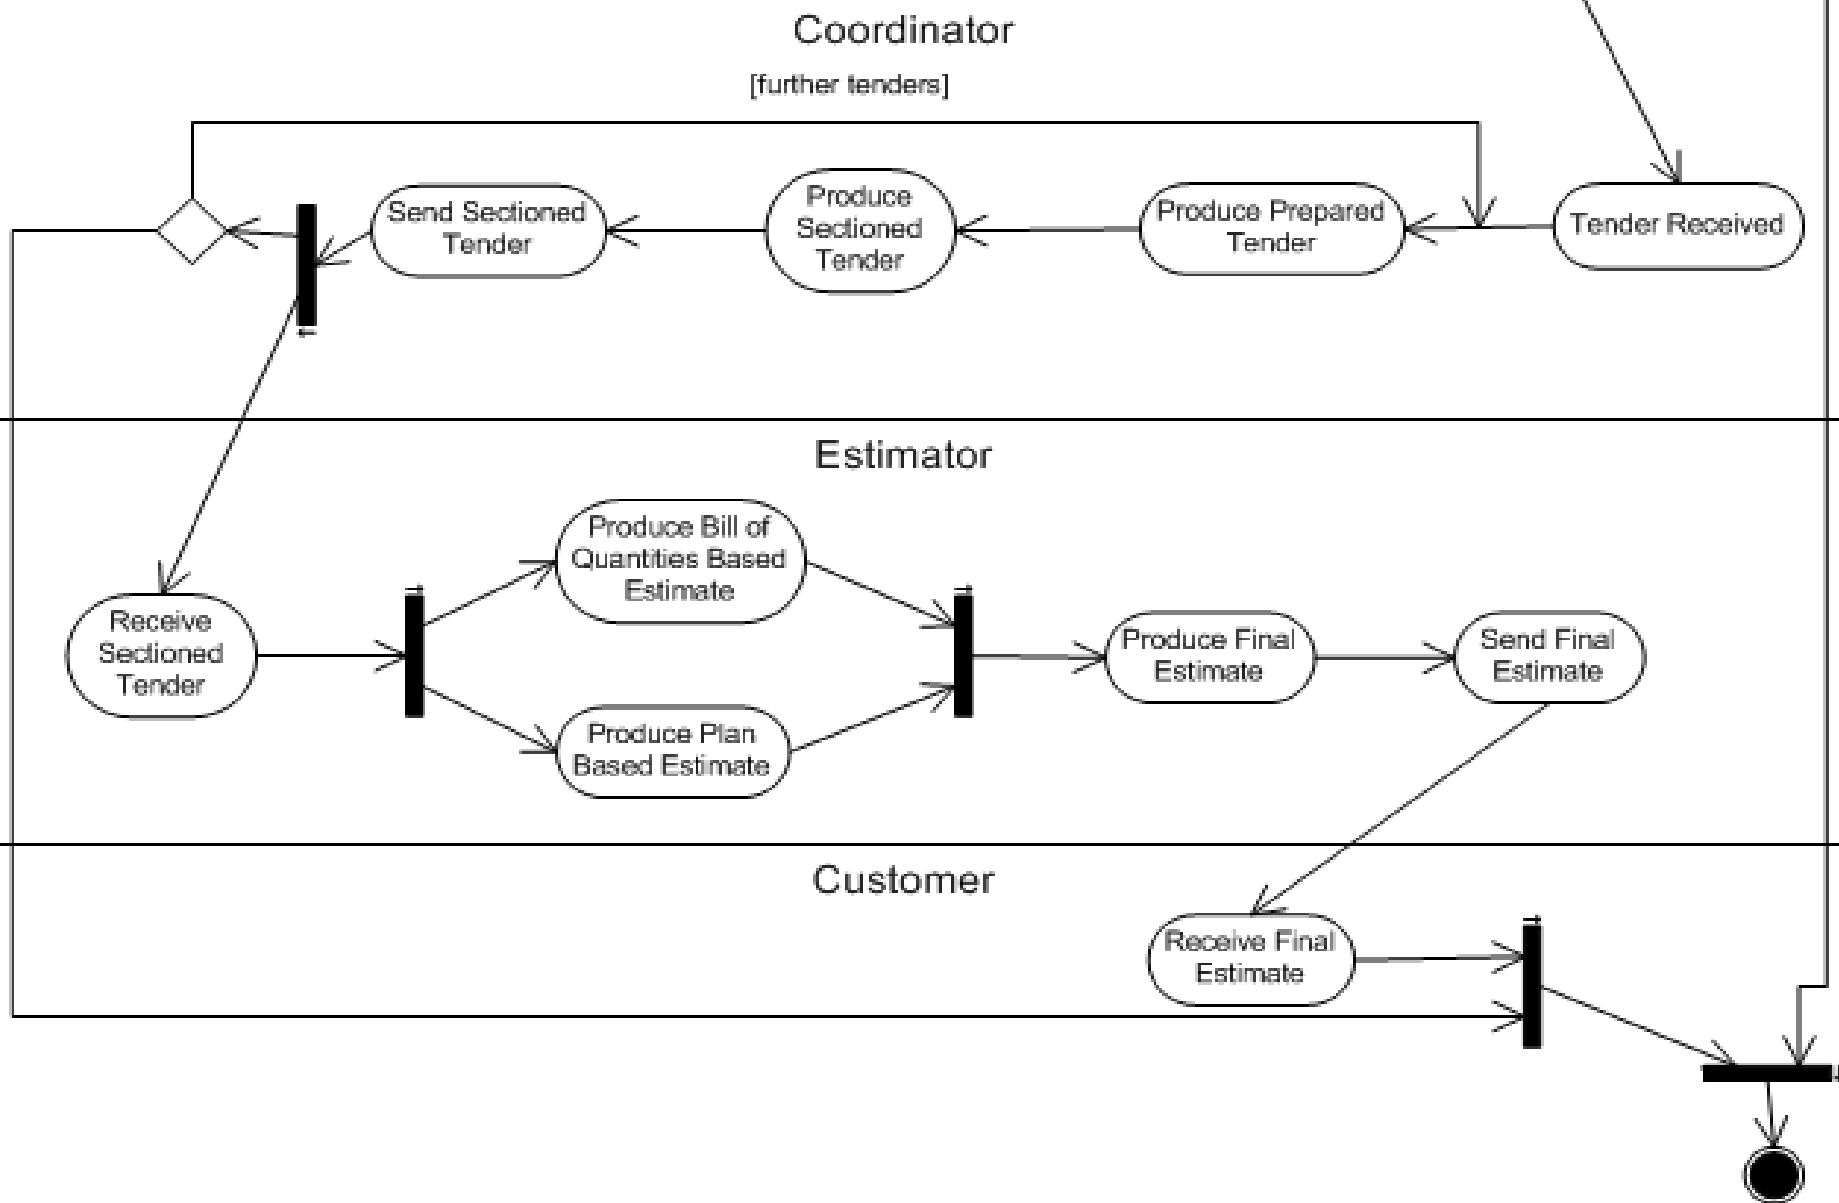 Coordinator
[further tenders]
Send Sectioned
Tender
Produce
Sectioned
Tender
Produce Prepared
Tender
Tender Received
Estimator
Receive
Sectioned
Tender
Produce Bill of
Quantities Based
Estimate
Produce Plan
Based Estimate
Produce Final
Estimate
Send Final
Estimate
Customer
Receive Final
Estimate